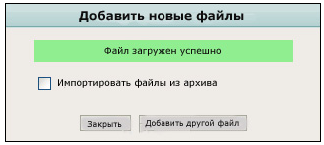 Добавить новые файлы
Файл загружен успешно
Импортировать файлы из архива
Закрыть Добавить другой файл